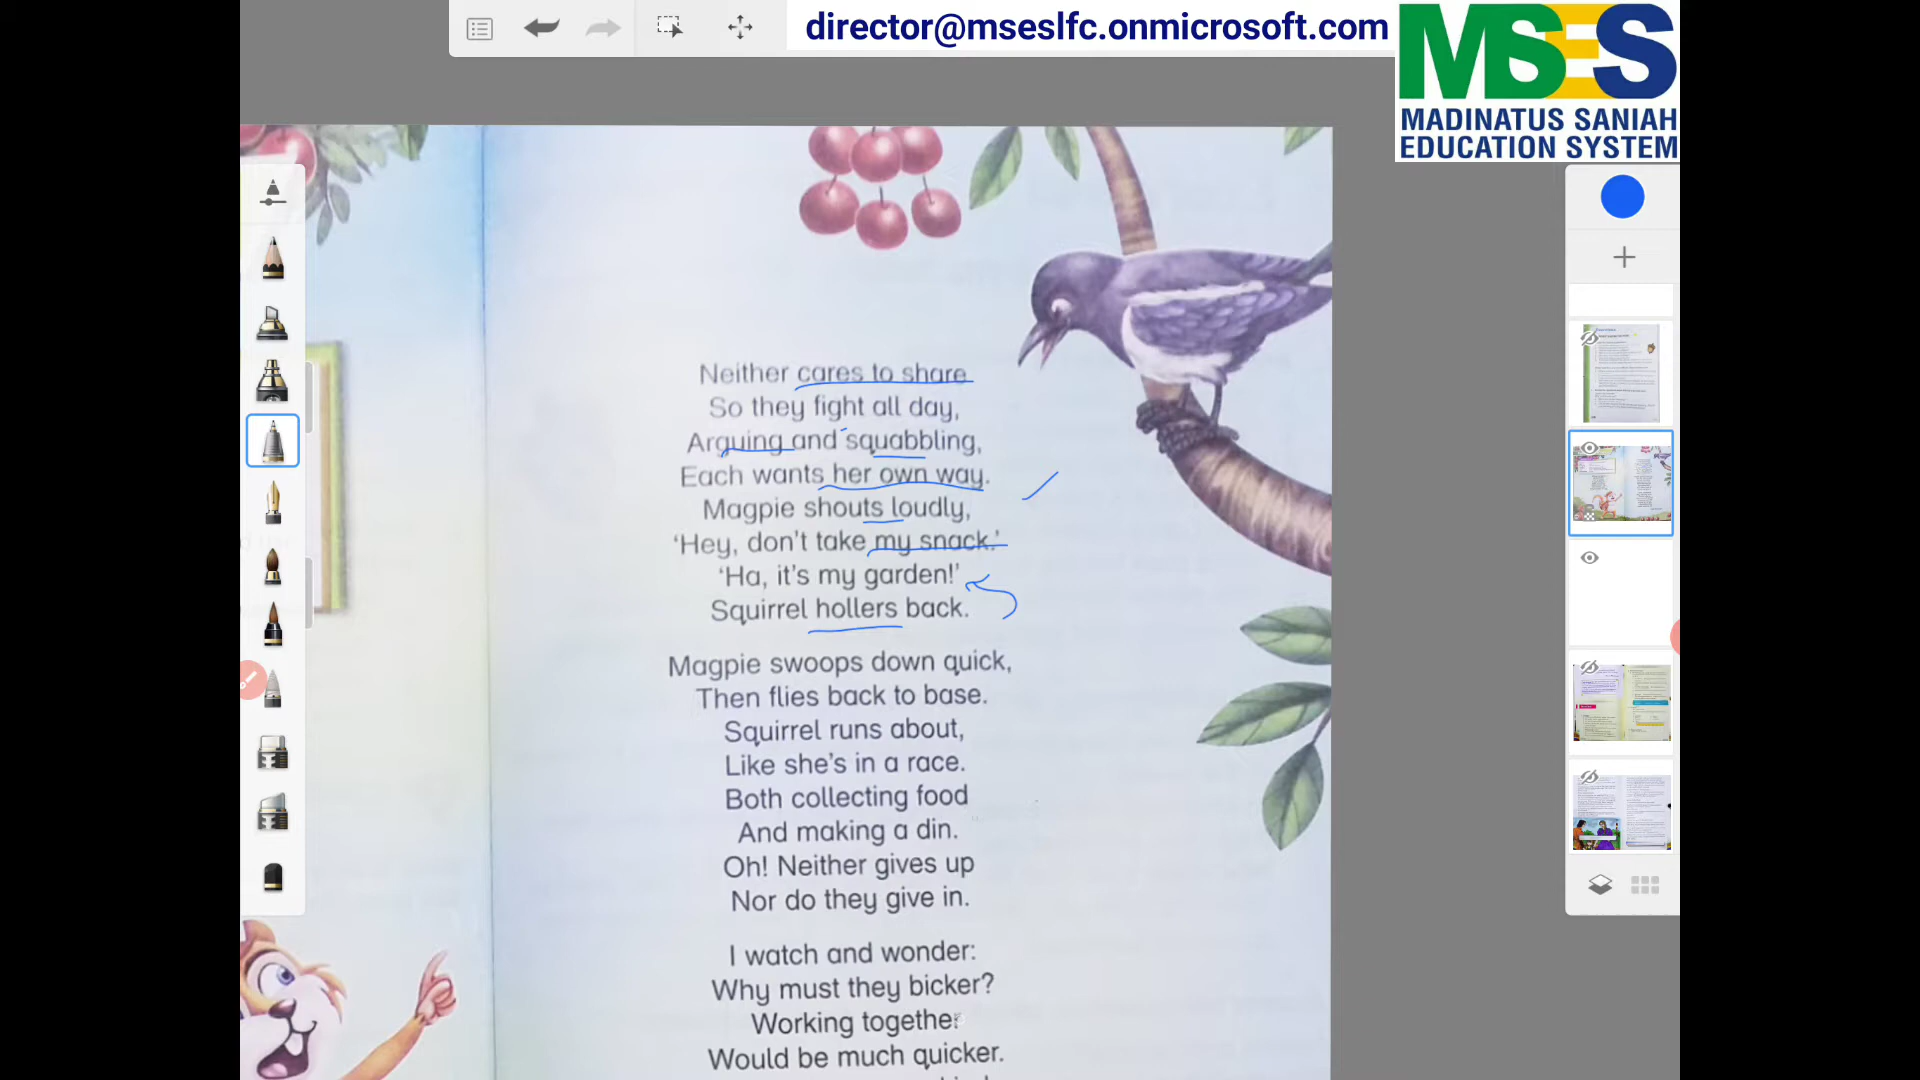 director@mseslfc.onmicrosoft.com
MSES
MADINATUS SANIAH
EDUCATION SYSTEM
Neither cares to share
So they fight all day,
Arguing and squabbling,
Each wants her own way.
Magpie shouts loudly,
‘Hey, don’t take my snack.’
‘Ha, it’s my garden!’
Squirrel hollers back.
Magpie swoops down quick,
Then flies back to base.
Squirrel runs about,
Like she’s in a race.
Both collecting food
And making a din.
Oh! Neither gives up
Nor do they give in.
I watch and wonder:
Why must they bicker?
Working together
Would be much quicker.